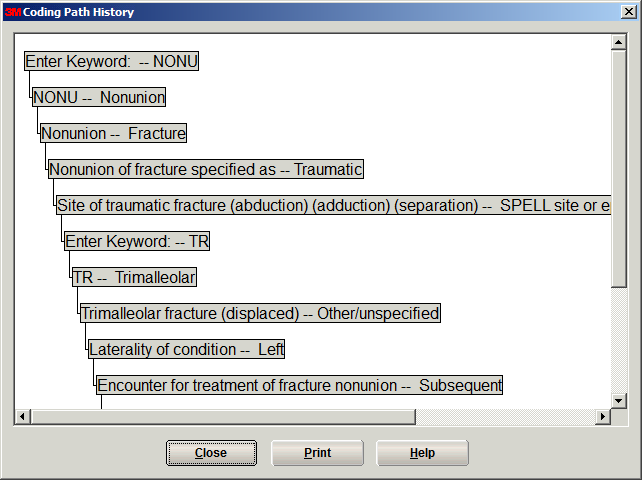 3M Coding Path History
Enter Keyword: -- NONU
NONU -- Nonunion
Nonunion -- Fracture
Nonunion of fracture specified as -- Traumatic
Site of traumatic fracture (abduction) (adduction) (separation) -- SPELL site or e
Enter Keyword: -- TR
TR -- Trimalleolar
Trimalleolar fracture (displaced) -- Other/unspecified
Laterality of condition -- Left
Encounter for treatment of fracture nonunion -- Subsequent
Close Print Help